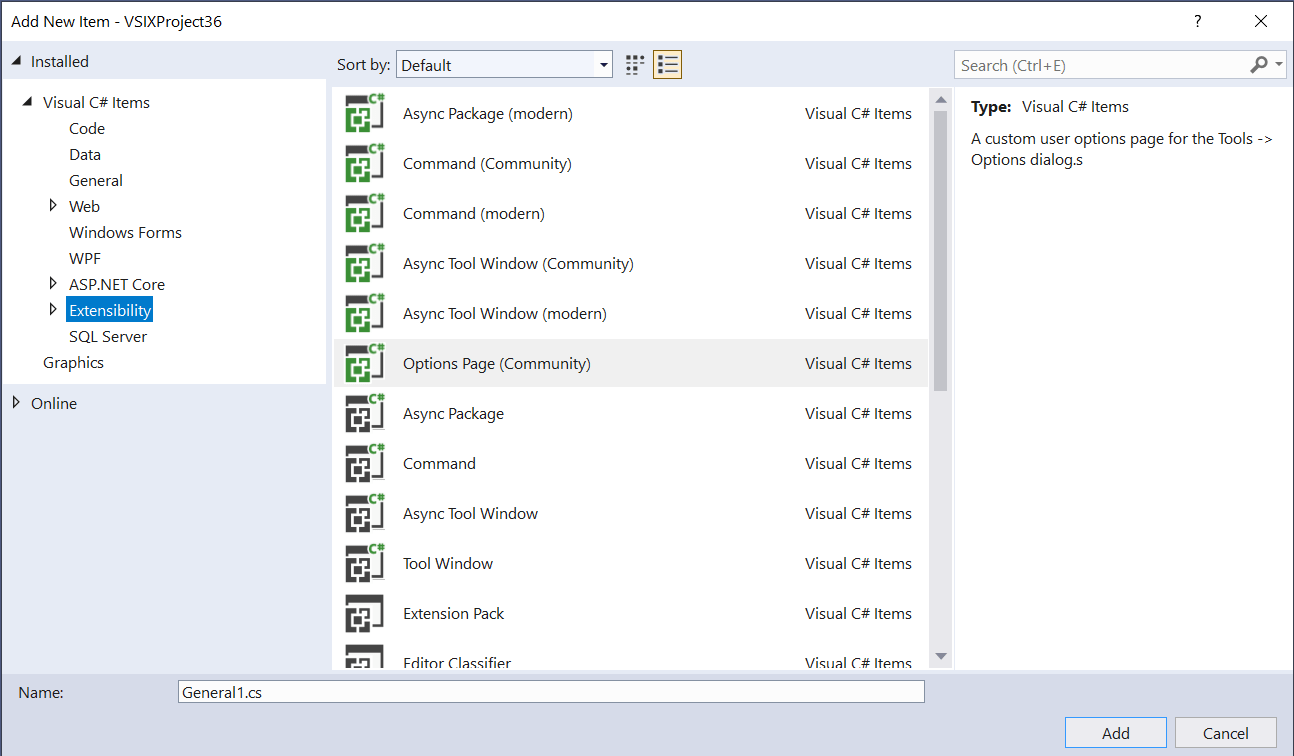 Add New Item - VSIXProject36
?
Installed
Sort by: Default
Search (Ctrl+E)
Visual C# Items
Code
Data
General
Web
Windows Forms
WPF
ASP.NET Core
Extensibility
SQL Server
Graphics
Online
C# Async Package (modern) Visual C# Items
C# Command (Community) Visual C# Items
C# Command (modern) Visual C# Items
C# Async Tool Window (Community) Visual C# Items
C# Async Tool Window (modern) Visual C# Items
C# Options Page (Community) Visual C# Items
C# Async Package Visual C# Items
C# Command Visual C# Items
C# Async Tool Window Visual C# Items
C# Tool Window Visual C# Items
Extension Pack Visual C# Items
Editor Classifier Visual C# Items
Type: Visual C# Items
A custom user options page for the Tools ->
Options dialog.s
Name: General1.cs
Add Cancel